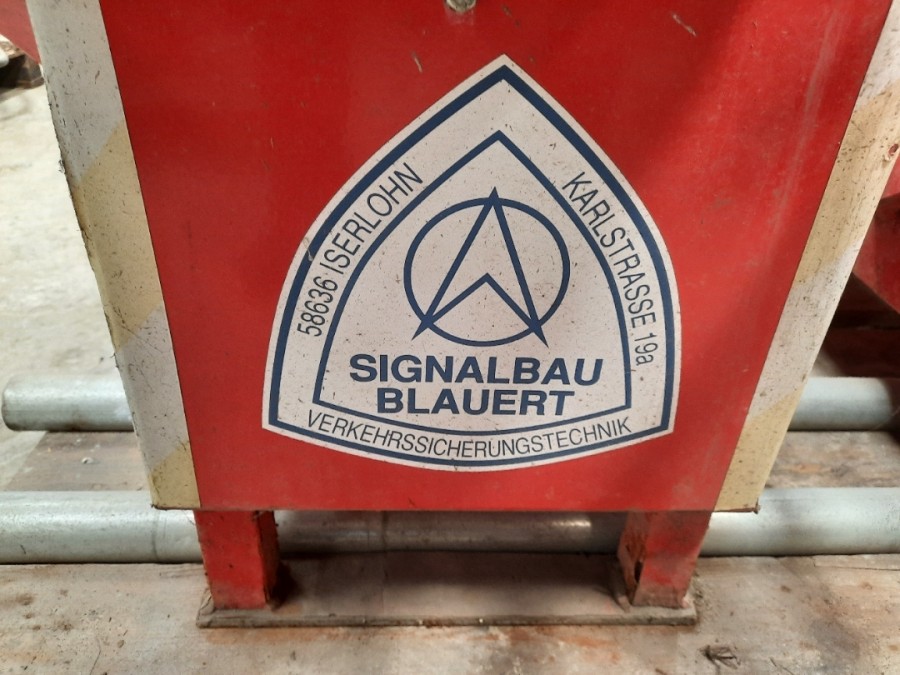 58636 ISERLOHN
KARLSTRASSE 19a
SIGNALBAU
BLAUERT
VERKEHRSSICHERUNGSTECHNIK